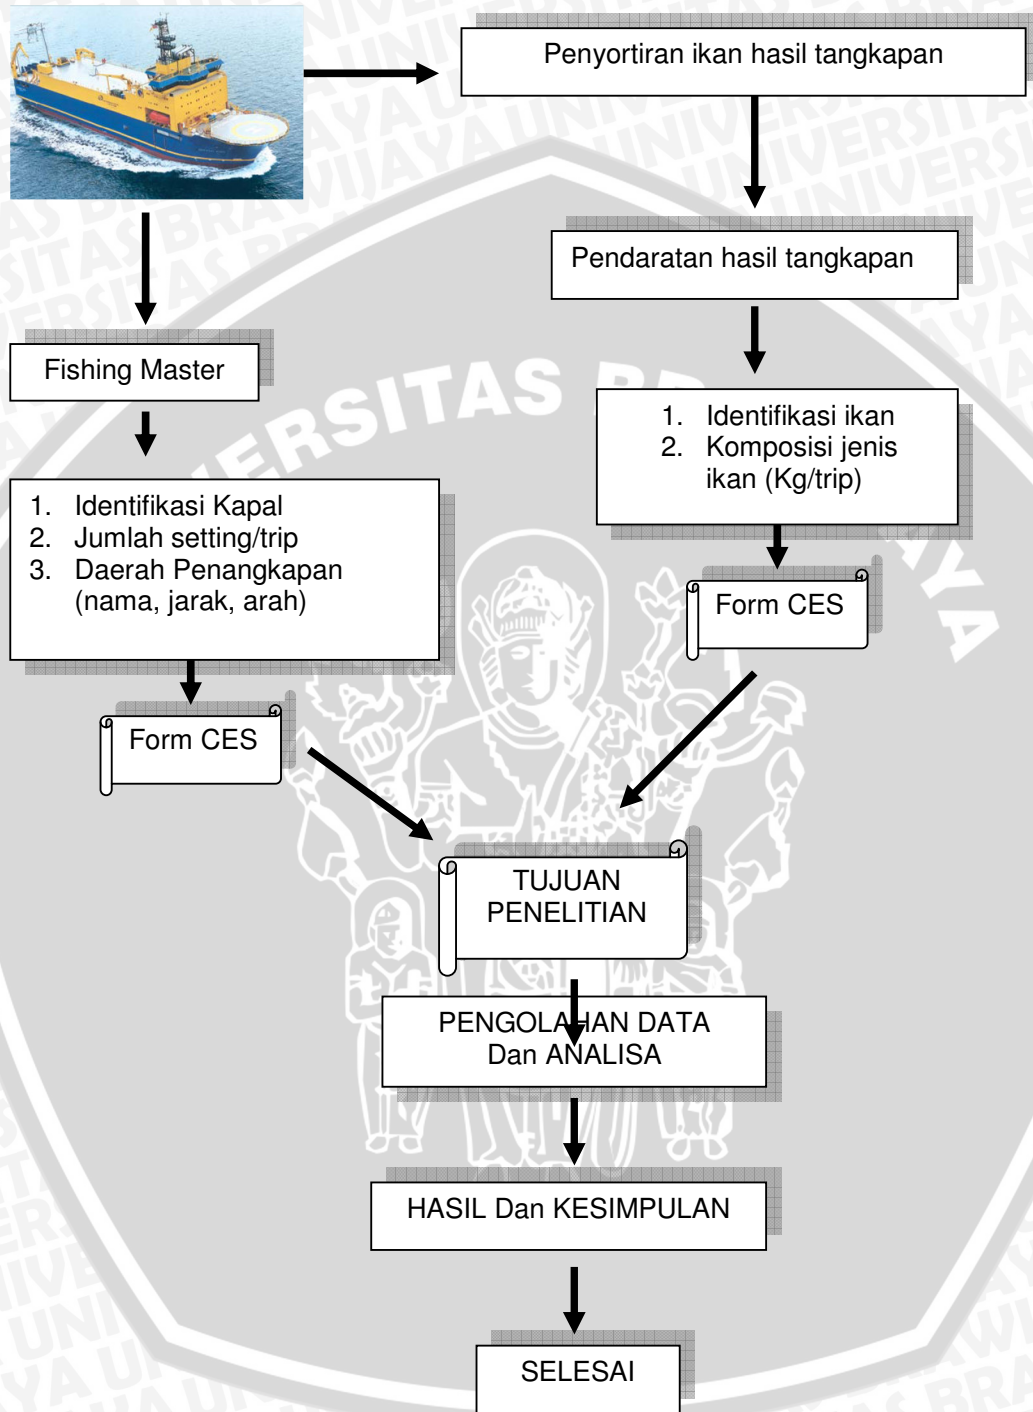 Penyortiran ikan hasil tangkapan
Pendaratan hasil tangkapan
Fishing Master
1. Identifikasi ikan
2. Komposisi jenis
ikan (Kg/trip)
1. Identifikasi Kapal
2. Jumlah setting/trip
3. Daerah Penangkapan
(nama, jarak, arah)
Form CES
Form CES
TUJUAN
PENELITIAN
PENGOLAHAN DATA
Dan ANALISA
HASIL Dan KESIMPULAN
SELESAI